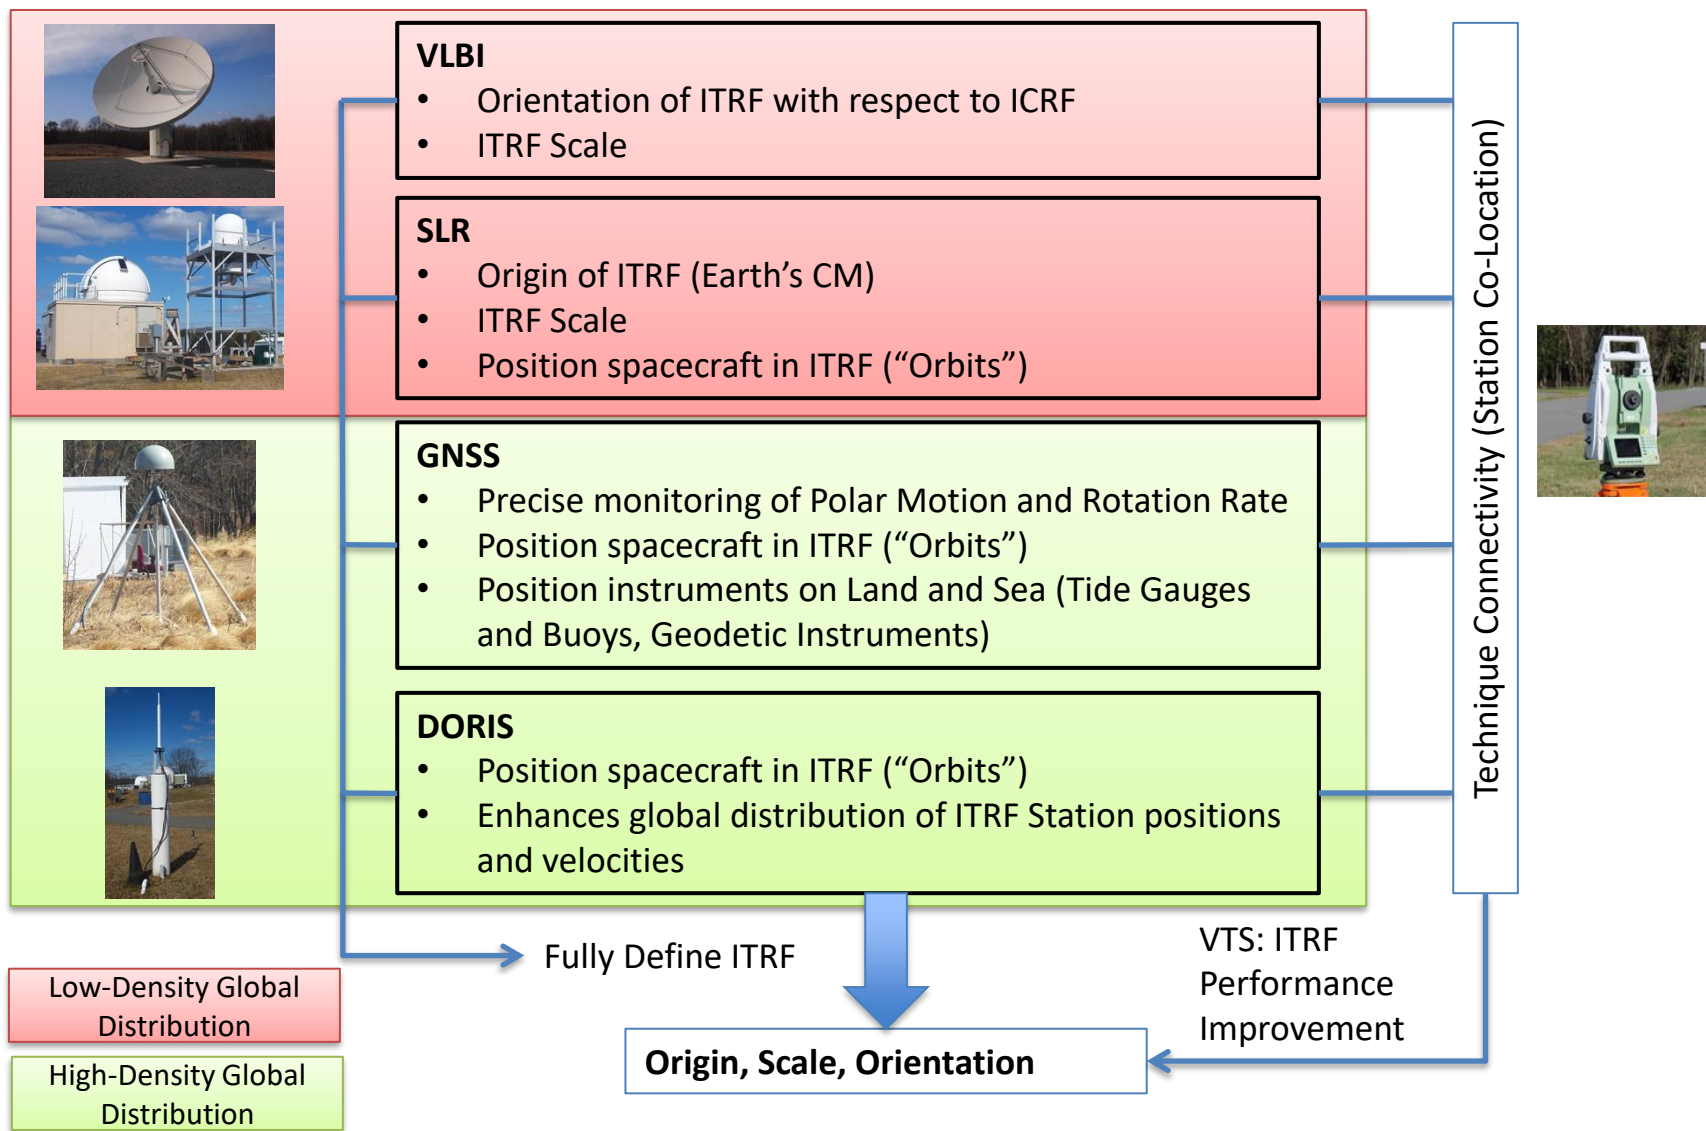 VLBI
• Orientation of ITRF with respect to ICRF
• ITRF Scale
SLR
• Origin of ITRF (Earth’s CM)
• ITRF Scale
• Position spacecraft in ITRF (“Orbits”)
GNSS
• Precise monitoring of Polar Motion and Rotation Rate
• Position spacecraft in ITRF (“Orbits”)
• Position instruments on Land and Sea (Tide Gauges
and Buoys, Geodetic Instruments)
DORIS
• Position spacecraft in ITRF (“Orbits”)
• Enhances global distribution of ITRF Station positions
and velocities
Technique Connectivity (Station Co-Location)
Fully Define ITRF
VTS: ITRF
Performance
Improvement
Origin, Scale, Orientation
Low-Density Global
Distribution
High-Density Global
Distribution